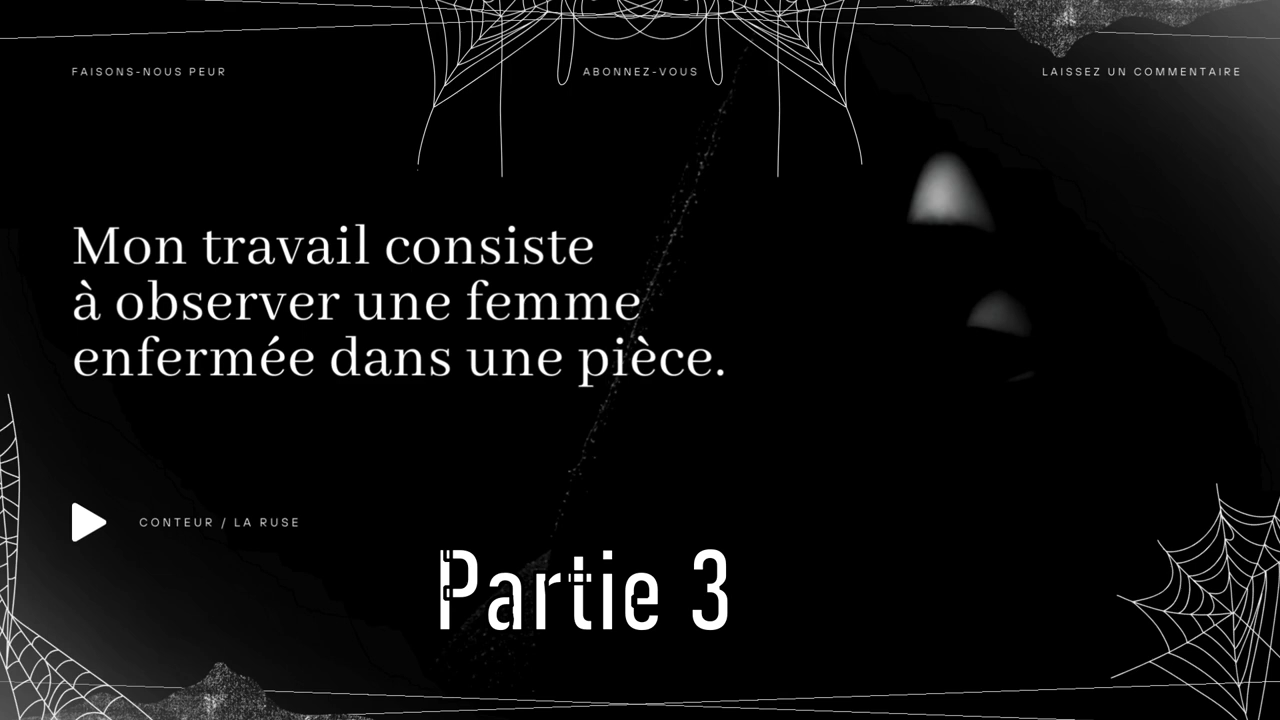 FAISONS-NOUS PEUR
ABONNEZ-VOUS
LAISSEZ UN COMMENTAIRE
Mon travail consiste
à observer une femme
enfermée dans une pièce.
CONTEUR / LA RUSE
Partie 3